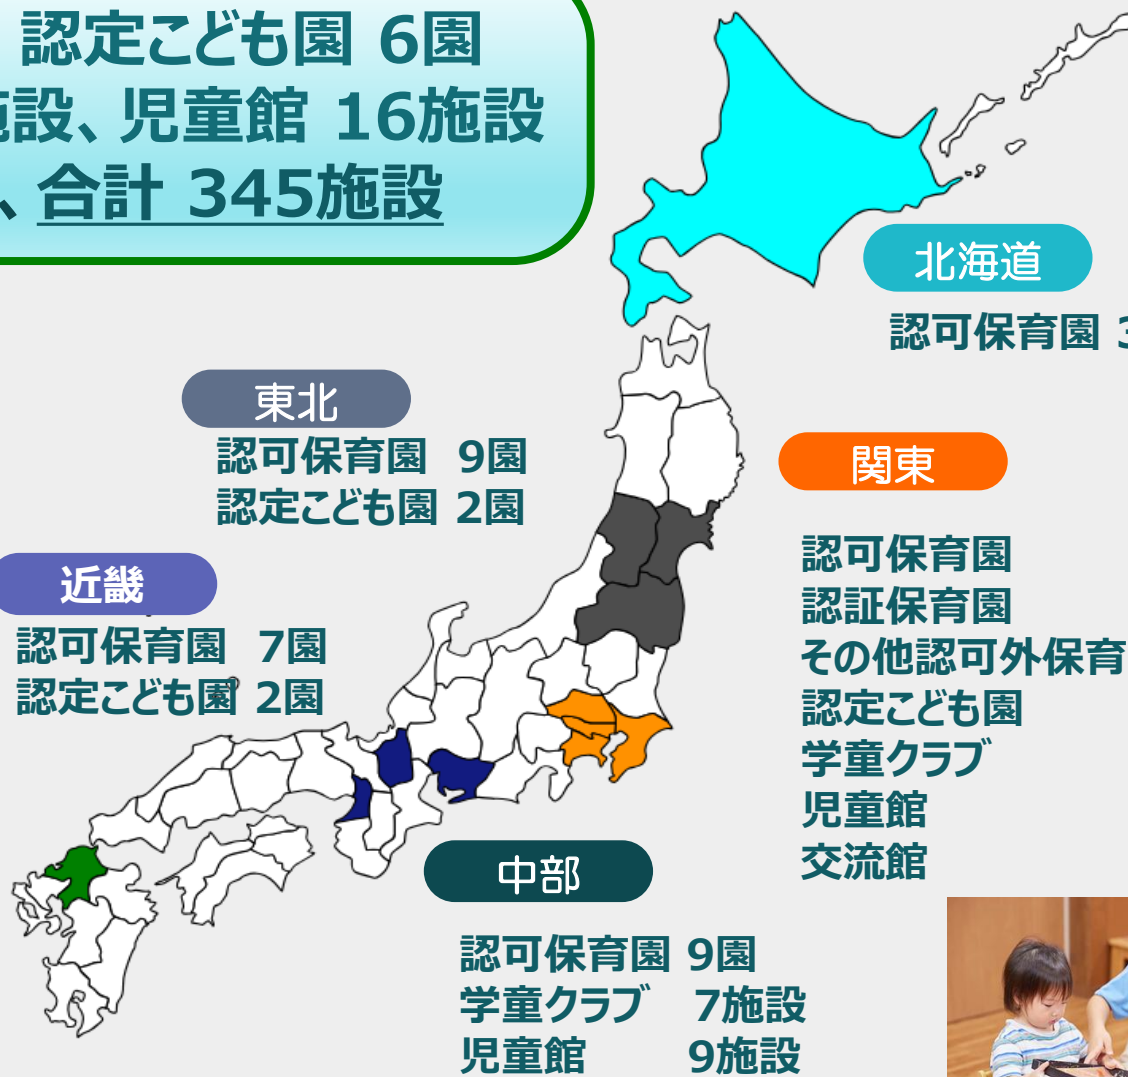 認定こども園 6園
施設、児童館 16施設
、合計 345施設
北海道
認可保育園
東北
認可保育園 9園
認定こども園 2園
関東
認可保育園
認証保育園
その他認可外保育
認定こども園
学童クラブ
児童館
交流館
近畿
認可保育園 7園
認定こども園 2園
中部
認可保育園 9園
学童クラブ 7施設
児童館 9施設